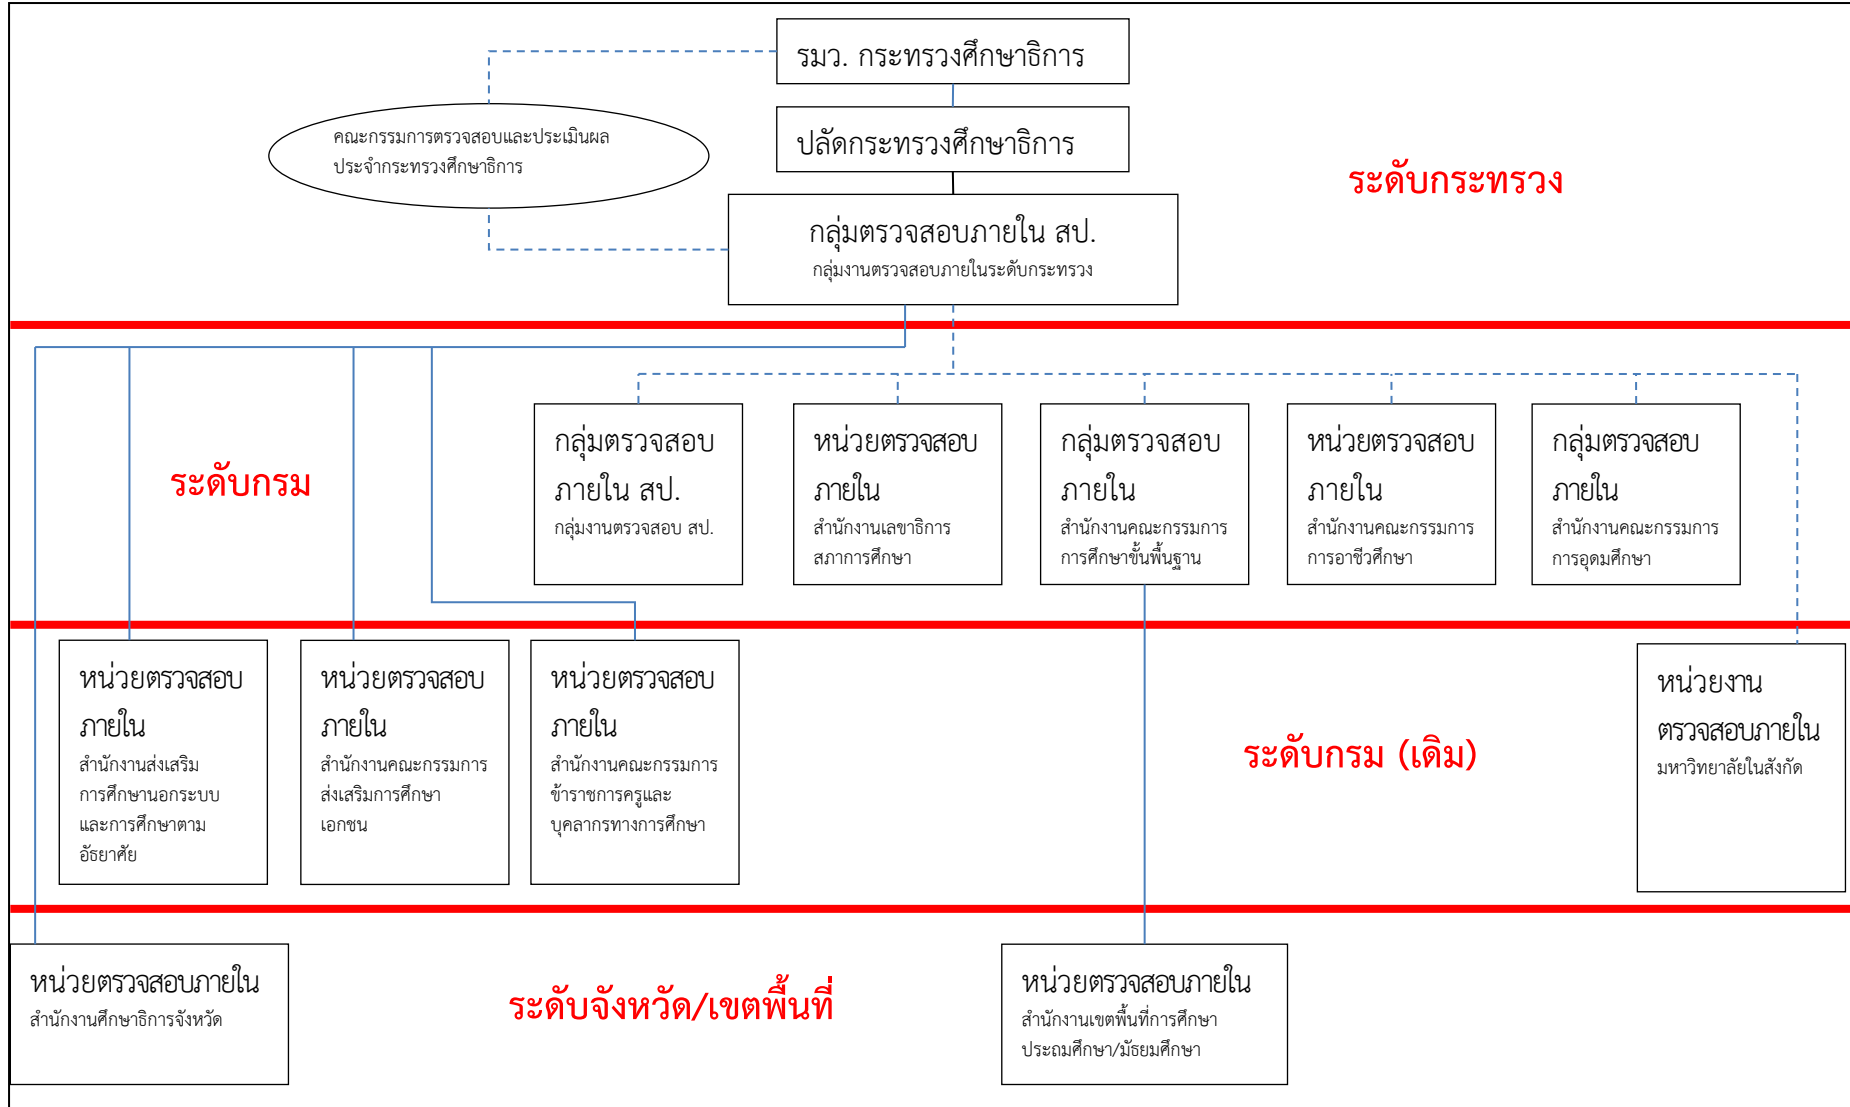 รมว. กระทรวงศึกษาธิการ
คณะกรรมการตรวจสอบและประเมินผล
ประจำกระทรวงศึกษาธิการ
ปลัดกระทรวงศึกษาธิการ
ระดับกระทรวง
กลุ่มตรวจสอบภายใน สป.
กลุ่มงานตรวจสอบภายในระดับกระทรวง
ระดับกรม
กลุ่มตรวจสอบ
ภายใน สป.
กลุ่มงานตรวจสอบ สป.
หน่วยตรวจสอบ
ภายใน
สำนักงานเลขาธิการ
สภาการศึกษา
กลุ่มตรวจสอบ
ภายใน
สำนักงานคณะกรรมการ
การศึกษาขั้นพื้นฐาน
หน่วยตรวจสอบ
ภายใน
สำนักงานคณะกรรมการ
การอาชีวศึกษา
กลุ่มตรวจสอบ
ภายใน
สำนักงานคณะกรรมการ
การอุดมศึกษา
หน่วยตรวจสอบ
ภายใน
สำนักงานส่งเสริม
การศึกษานอกระบบ
และการศึกษาตาม
อัธยาศัย
หน่วยตรวจสอบ
ภายใน
สำนักงานคณะกรรมการ
ส่งเสริมการศึกษา
เอกชน
หน่วยตรวจสอบ
ภายใน
สำนักงานคณะกรรมการ
ข้าราชการครูและ
บุคลากรทางการศึกษา
ระดับกรม (เดิม)
หน่วยงาน
ตรวจสอบภายใน
มหาวิทยาลัยในสังกัด
หน่วยตรวจสอบภายใน
สำนักงานศึกษาธิการจังหวัด
ระดับจังหวัด/เขตพื้นที่
หน่วยตรวจสอบภายใน
สำนักงานเขตพื้นที่การศึกษา
ประถมศึกษา/มัธยมศึกษา